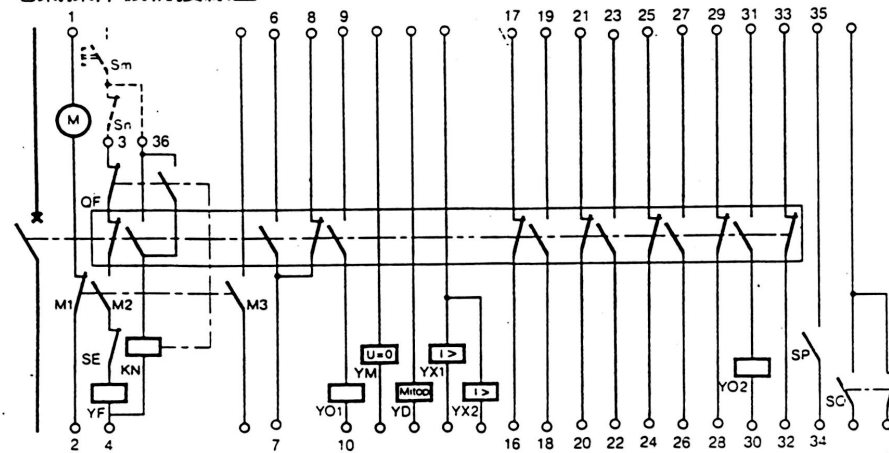 1 6 8 9 17 19 21 23 25 27 29 31 33 35
Sm
M
Sn
3 36
QF
M1 M2 M3
SE KN
U=0 I >
YM YX1
SP
YF YO1 Mitop I > YO2
YD YX2 SO
2 4 7 10 16 18 20 22 24 26 28 30 32 34